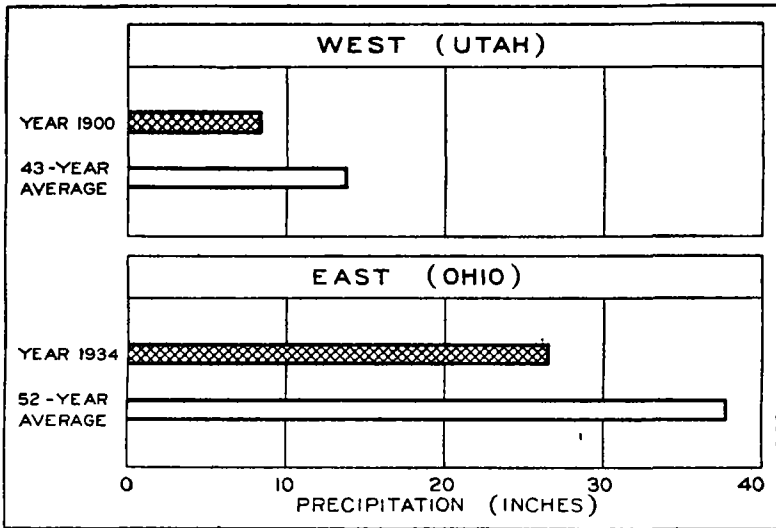 WEST (UTAH)
YEAR 1900
43-YEAR
AVERAGE
EAST (OHIO)
YEAR 1934
52-YEAR
AVERAGE
0 10 20 30 40
PRECIPITATION (INCHES)